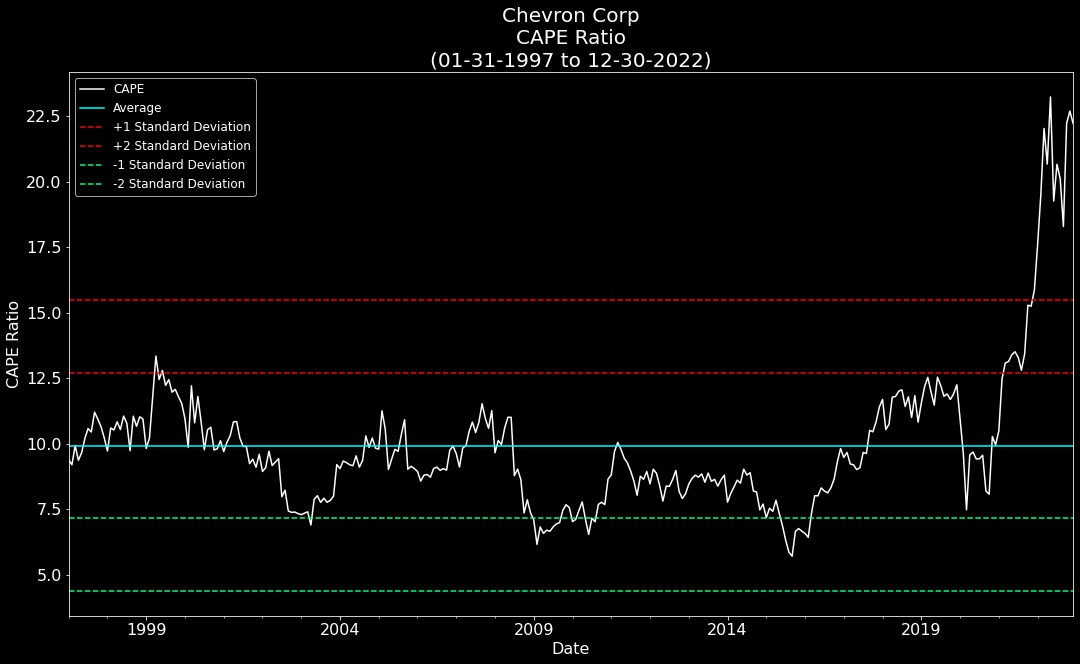 Chevron Corp
CAPE Ratio
(01-31-1997 to 12-30-2022)
CAPE
Average
+1 Standard Deviation
+2 Standard Deviation
-1 Standard Deviation
-2 Standard Deviation
22.5
20.0
17.5
15.0
12.5
10.0
7.5
5.0
CAPE Ratio
1999
2004
2009
2014
2019
Date